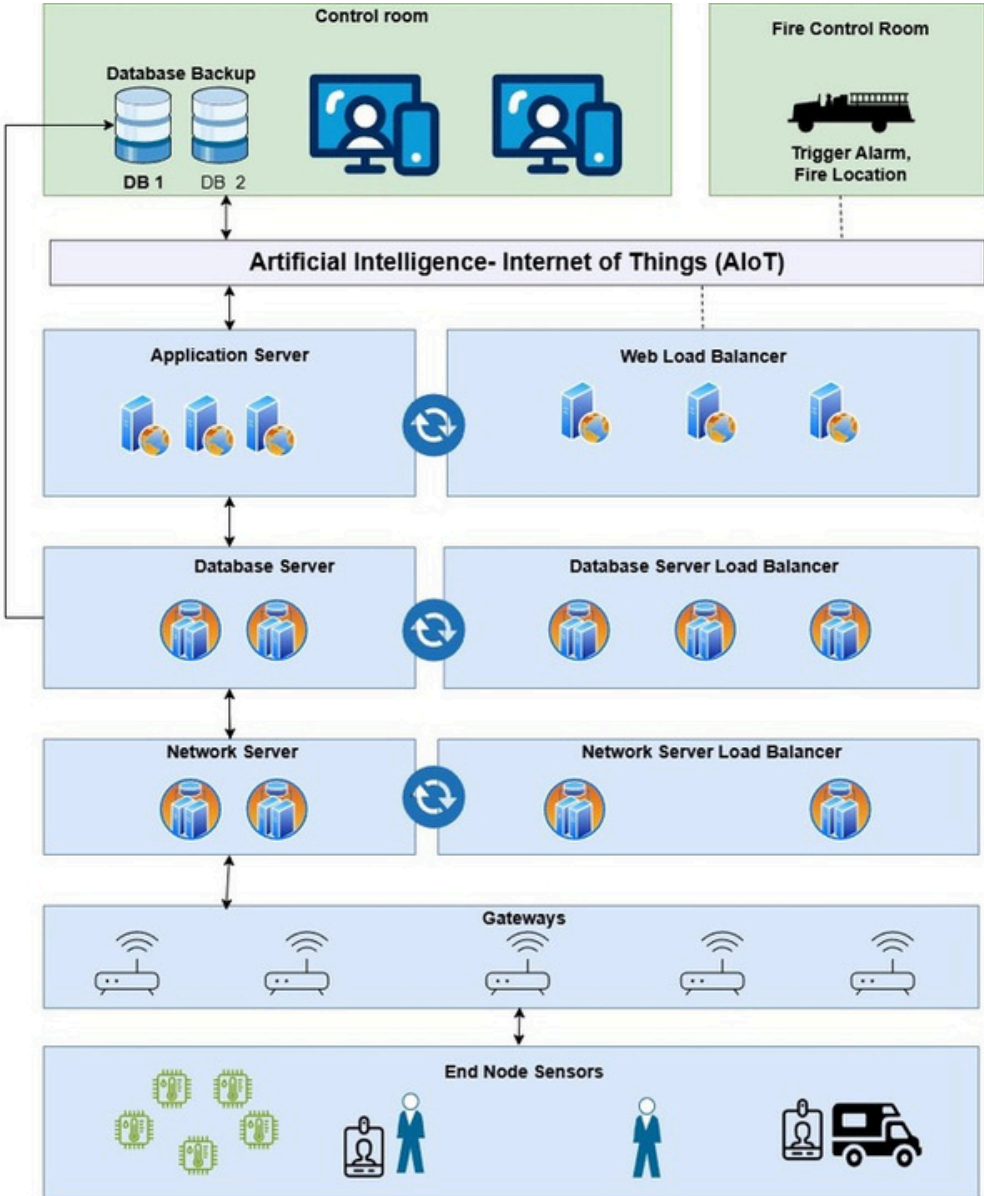 Control room
Fire Control Room
Database Backup
DB 1
DB 2
Trigger Alarm,
Fire Location
Artificial Intelligence- Internet of Things (AIoT)
Application Server
Web Load Balancer
Database Server
Database Server Load Balancer
Network Server
Network Server Load Balancer
Gateways
End Node Sensors